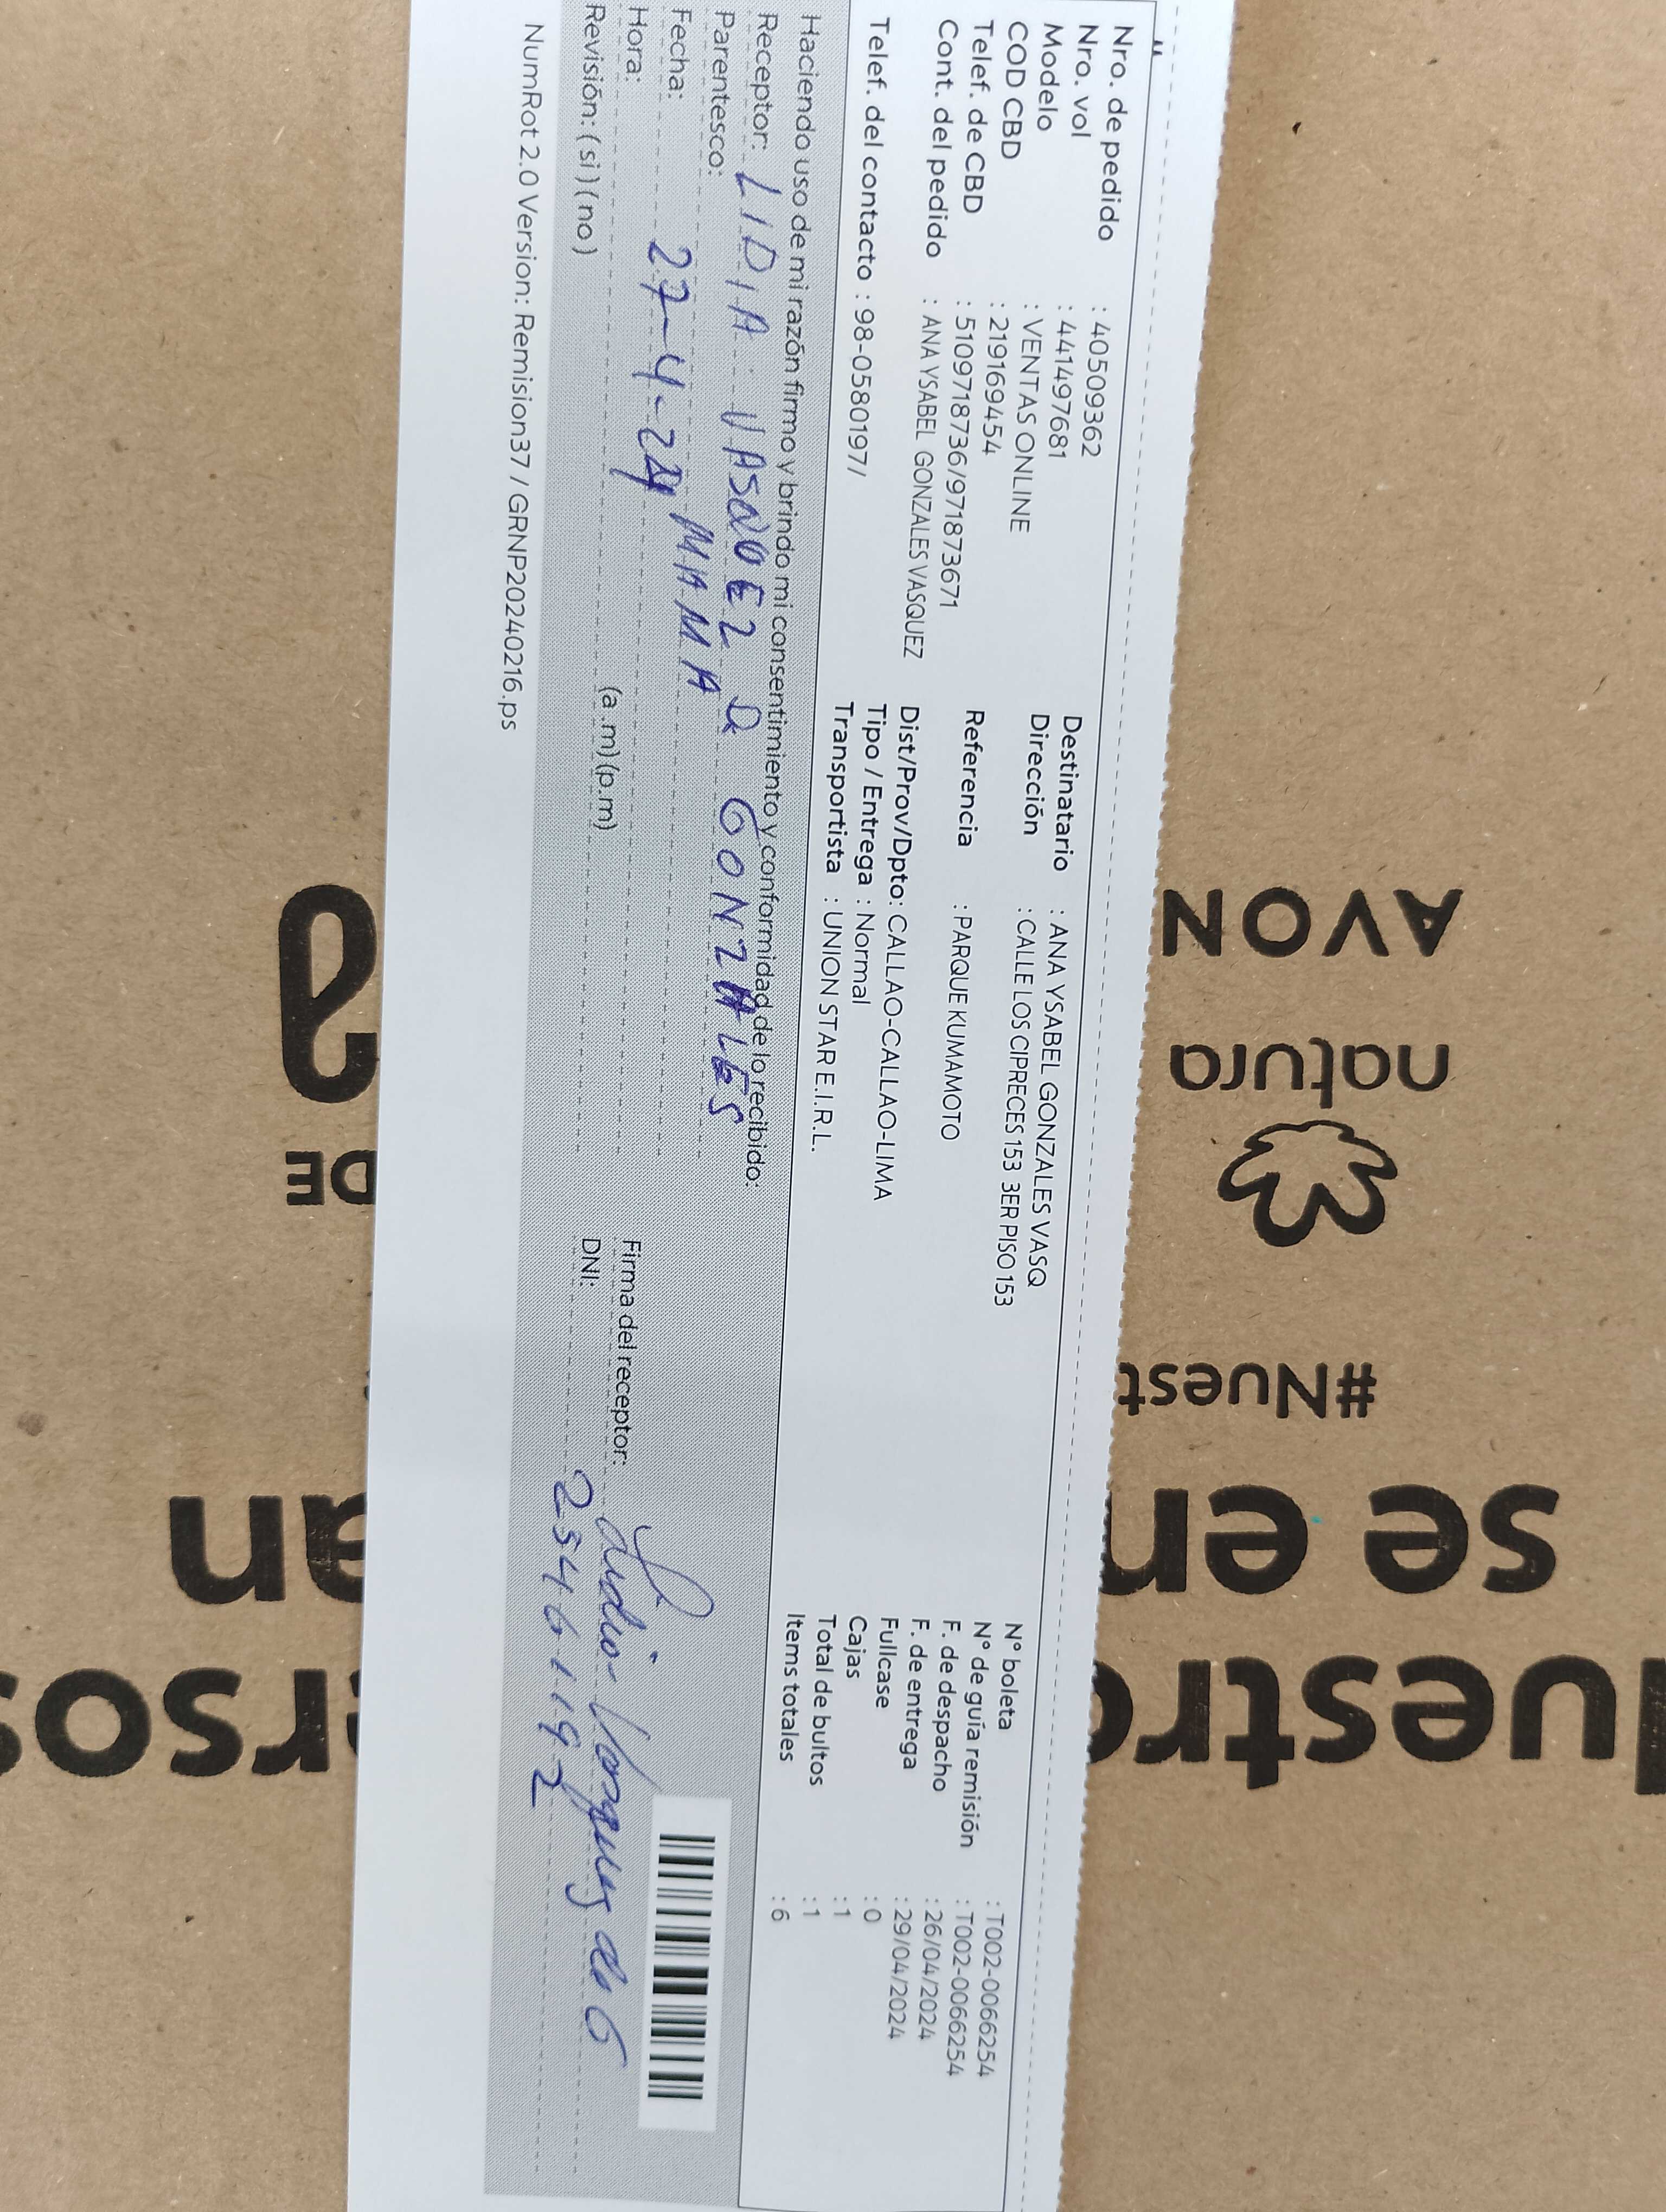 Nro. de pedido : 40509362
Nro. vol : 441497681
Modelo : VENTAS ONLINE
COD CBD : 219169454
Telef. de CBD : 5109718736/971873671
Cont. del pedido : ANA YSABEL GONZALES VASQUEZ
Telef. del contacto : 98-0580197/
Destinatario : ANA YSABEL GONZALES VASQ
Dirección : CALLE LOS CIPRECES 153 3ER PISO 153
Referencia : PARQUE KUMAMOTO
Dist/Prov/Dpto: CALLAO-CALLAO-LIMA
Tipo / Entrega : Normal
Transportista : UNION STAR E.I.R.L.
N° boleta : T002-0066254
N° de guía remisión : T002-0066254
F. de despacho : 26/04/2024
F. de entrega : 29/04/2024
Fullcase : 0
Cajas : 1
Total de bultos : 1
Items totales : 6
Haciendo uso de mi razón firmo y brindo mi consentimiento y conformidad de lo recibido:
Receptor: LIDIA VASQUEZ D GONZALES
Parentesco: MAMA
Fecha: 27-4-24
Hora: (a.m)(p.m)
Revisión: (si) (no)
Firma del receptor: Lidia Vasquez de G
DNI:
NumRot 2.0 Version: Remision37 / GRNP20240216.ps
AVON
natura
#Nuest
se en
uestro
an
ersos
DE